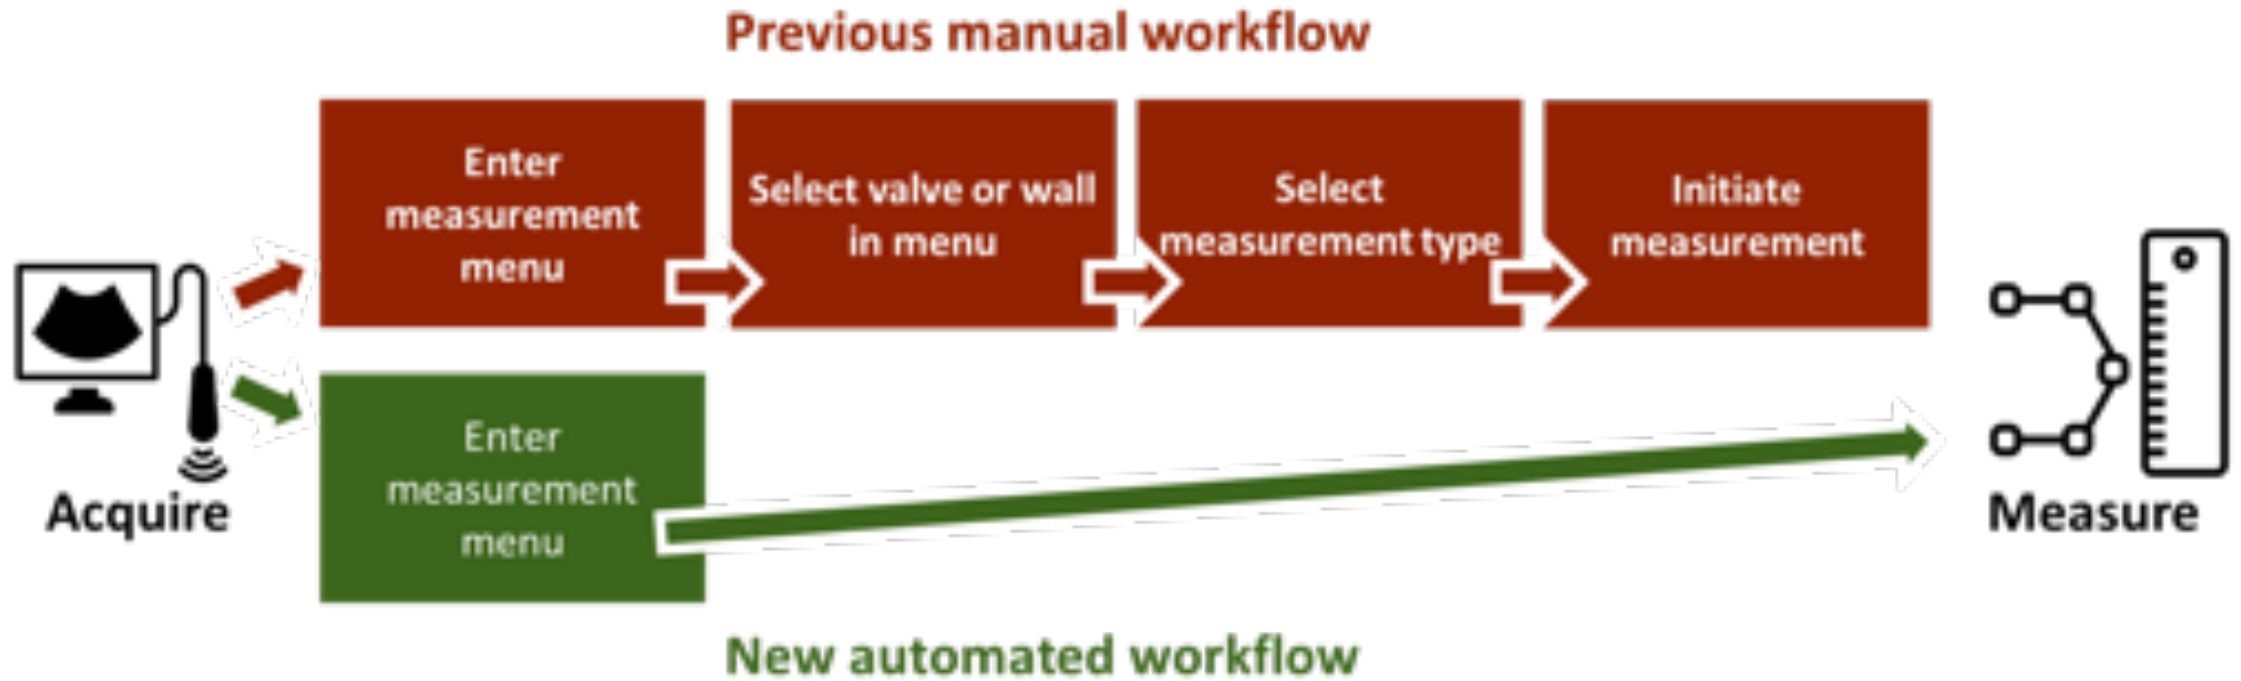 Previous manual workflow
Enter
measurement
menu
Select valve or wall
in menu
Select
measurement type
Initiate
measurement
Acquire
Enter
measurement
menu
Measure
New automated workflow